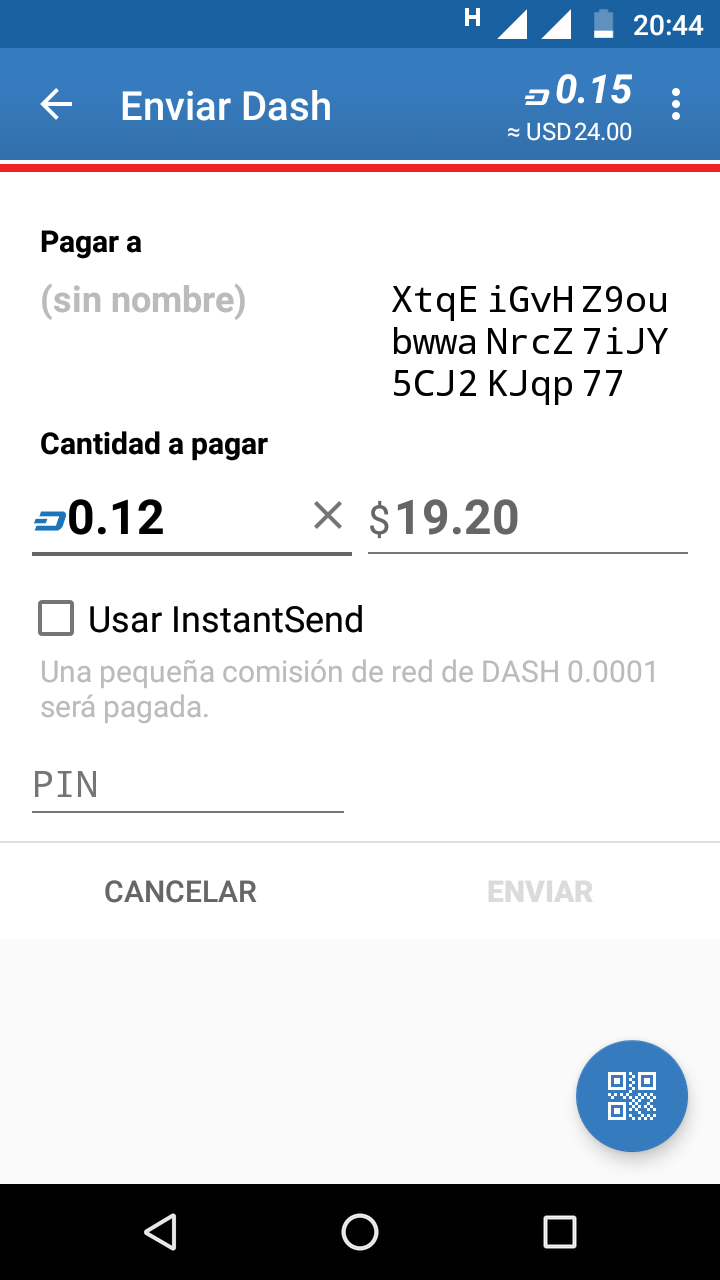 H 20:44
Enviar Dash
0.15
≈ USD 24.00
Pagar a
(sin nombre)
XtqE iGvH Z9ou
bwwa NrcZ 7iJY
5CJ2 KJqp 77
Cantidad a pagar
0.12 $ 19.20
Usar InstantSend
Una pequeña comisión de red de DASH 0.0001
será pagada.
PIN
CANCELAR ENVIAR